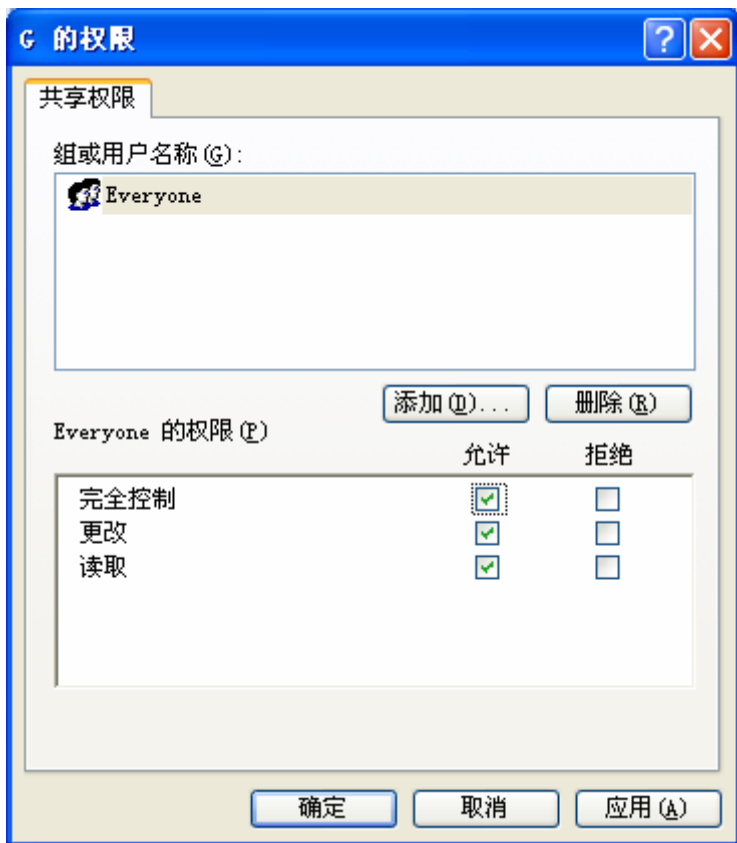 G 的权限
共享权限
组或用户名称(G):
Everyone
添加(D)... 删除(R)
Everyone 的权限(P)
允许 拒绝
完全控制
更改
读取
确定 取消 应用(A)